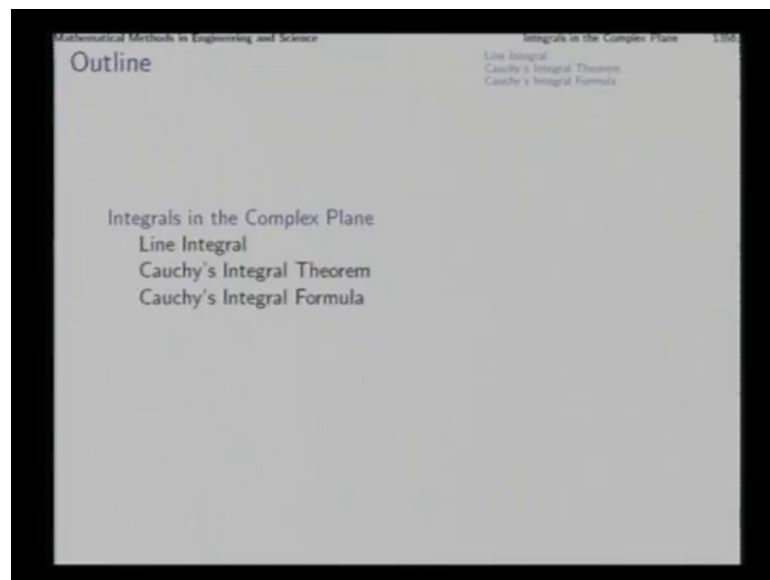 Mathematical Methods in Engineering and Science
Integrals in the Complex Plane
Outline
Line Integral
Cauchy's Integral Theorem
Cauchy's Integral Formula
Integrals in the Complex Plane
Line Integral
Cauchy's Integral Theorem
Cauchy's Integral Formula